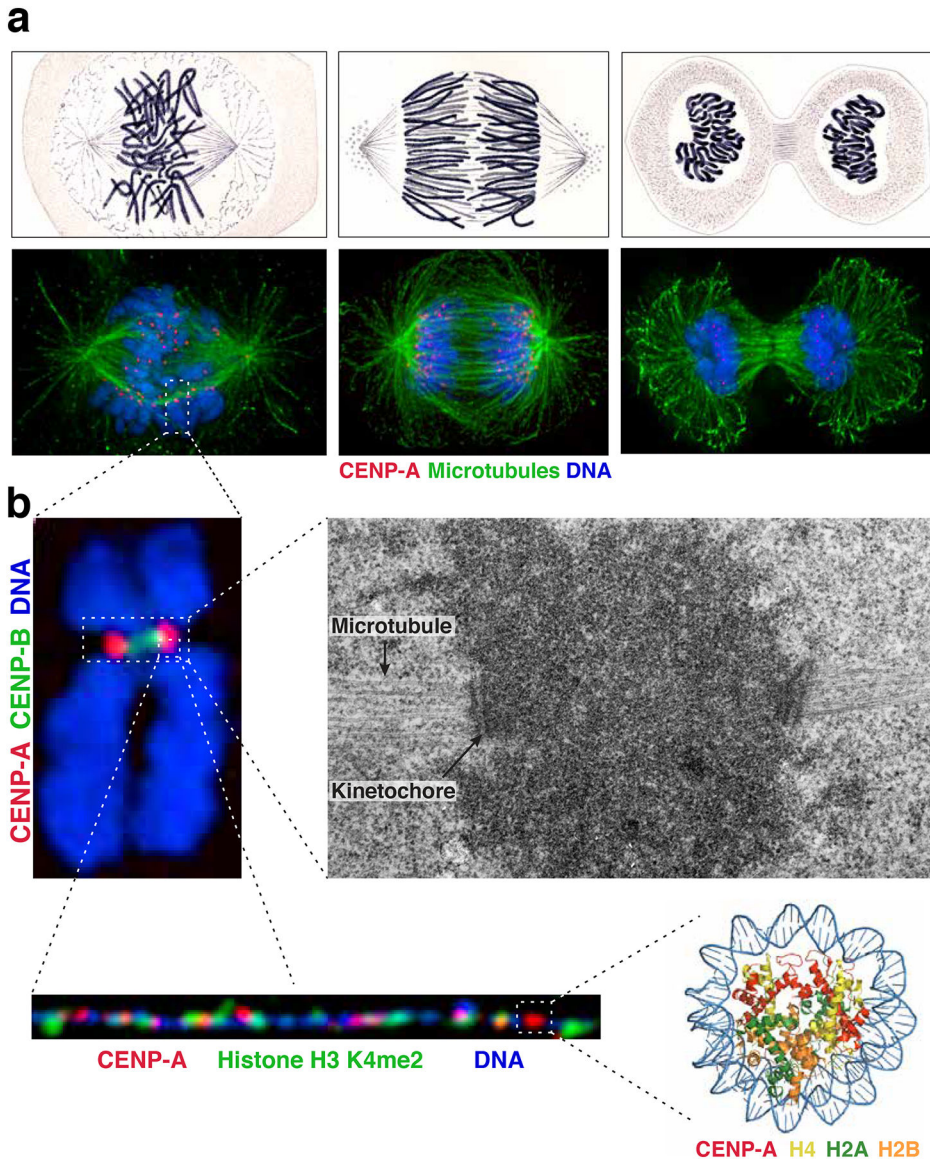 a
CENP-A Microtubules DNA
b
CENP-A CENP-B DNA
Microtubule
Kinetochore
CENP-A Histone H3 K4me2 DNA
CENP-A H4 H2A H2B